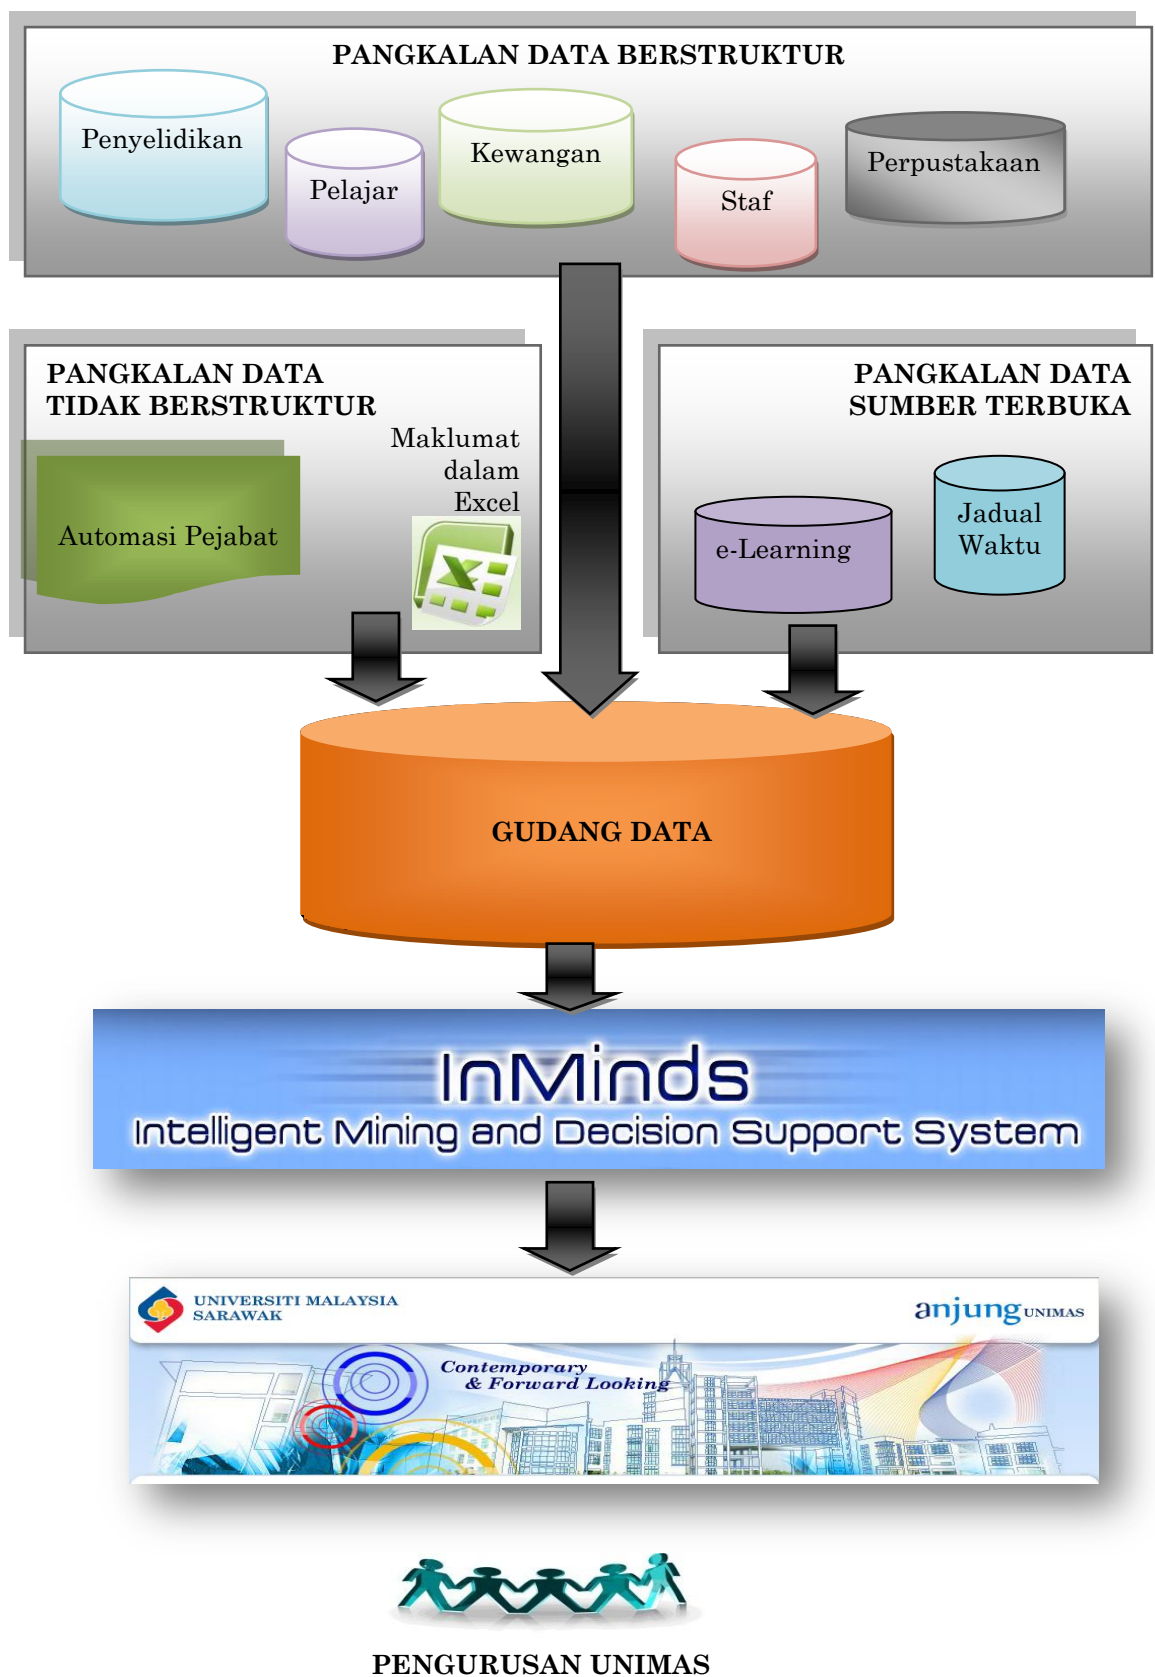 PANGKALAN DATA BERSTRUKTUR
Penyelidikan
Pelajar
Kewangan
Staf
Perpustakaan
PANGKALAN DATA
TIDAK BERSTRUKTUR
Automasi Pejabat
Maklumat
dalam
Excel
PANGKALAN DATA
SUMBER TERBUKA
e-Learning
Jadual
Waktu
GUDANG DATA
InMinds
Intelligent Mining and Decision Support System
UNIVERSITI MALAYSIA
SARAWAK
anjung UNIMAS
Contemporary
& Forward Looking
PENGURUSAN UNIMAS